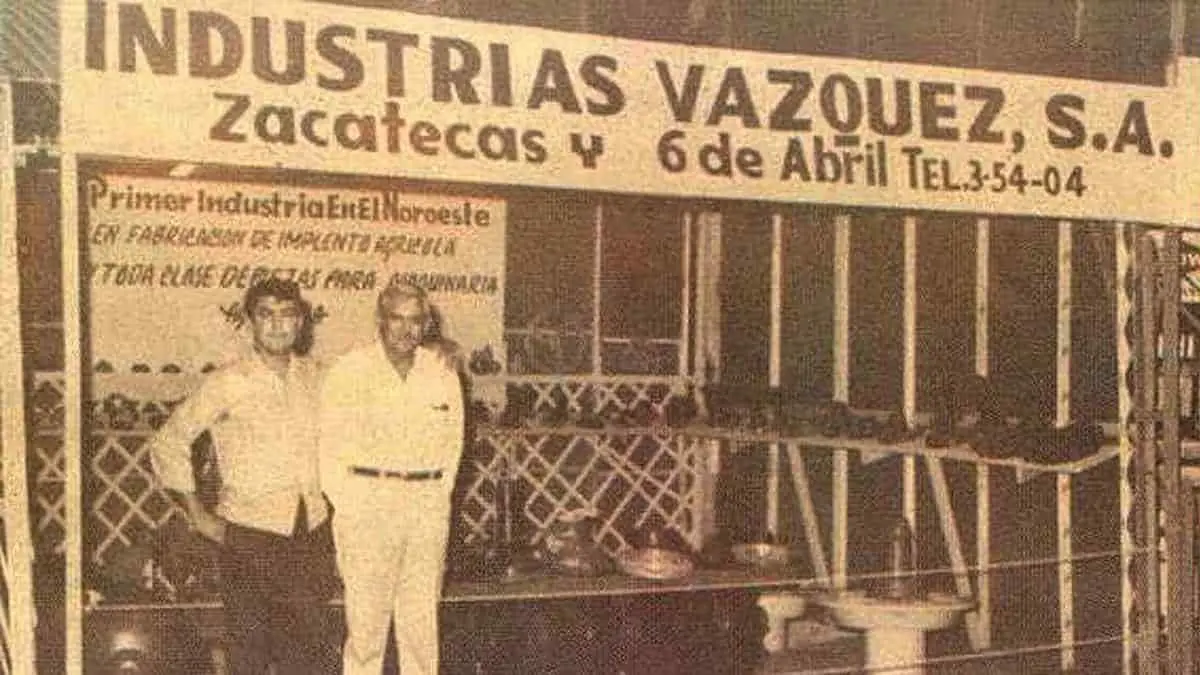 INDUSTRIAS VAZQUEZ, S.A.
Zacatecas y 6 de Abril TEL.3-54-04
Primer Industria En El Noroeste
EN FABRICACION DE IMPLENTO AGRICOLA
Y TODA CLASE DE PIEZAS PARA MAQUINARIA